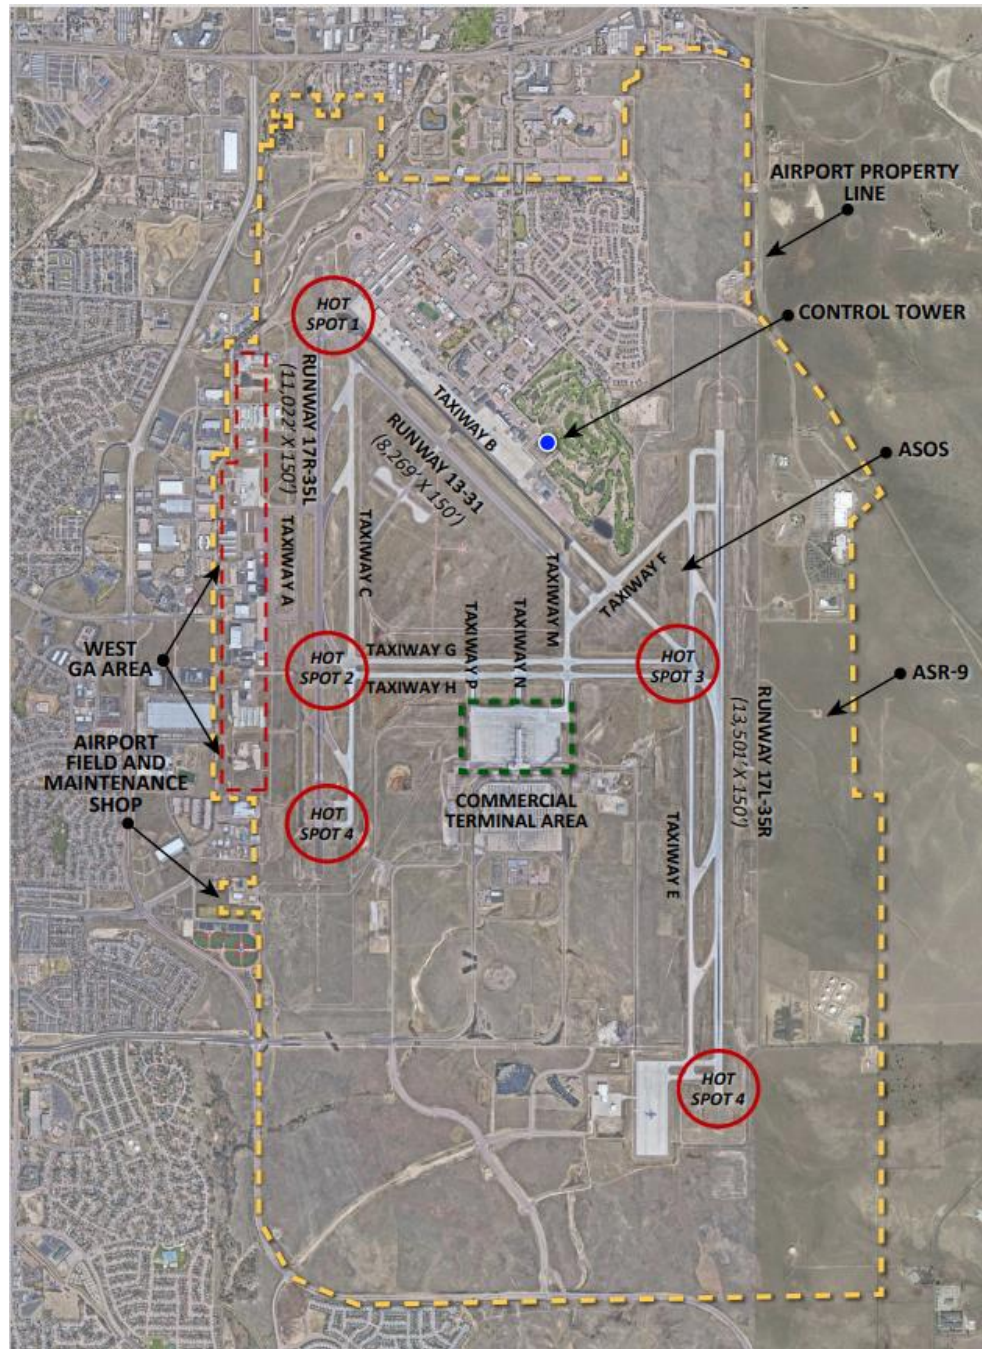 AIRPORT PROPERTY
LINE
CONTROL TOWER
HOT
SPOT 1
RUNWAY 17R-35L
(11,022' X 150')
TAXIWAY B
RUNWAY 13-31
(8,269' X 150')
ASOS
TAXIWAY A
TAXIWAY C
TAXIWAY F
TAXIWAY M
TAXIWAY P
TAXIWAY N
TAXIWAY G
TAXIWAY H
WEST
GA AREA
HOT
SPOT 2
HOT
SPOT 3
ASR-9
RUNWAY 17L-35R
(13,501' X 150')
AIRPORT
FIELD AND
MAINTENANCE
SHOP
HOT
SPOT 4
COMMERCIAL
TERMINAL AREA
TAXIWAY E
HOT
SPOT 4